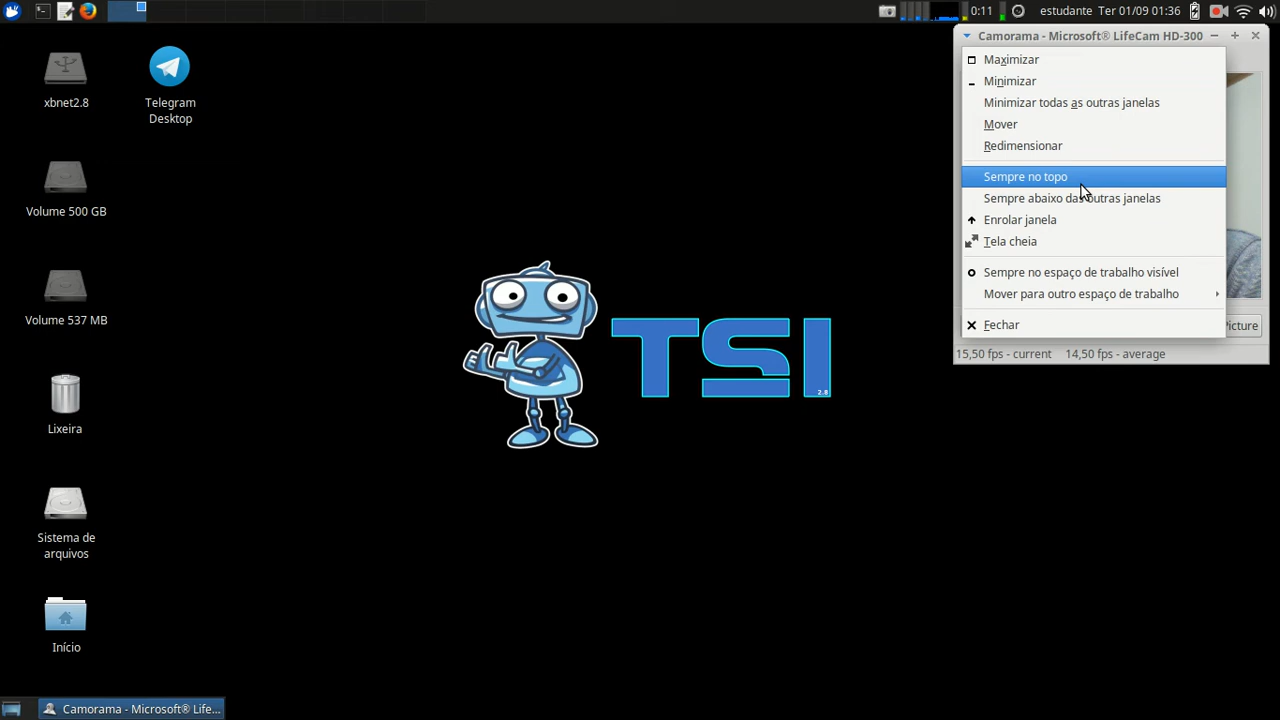 0:11 estudante Ter 01/09 01:36
Camorama - Microsoft® LifeCam HD-300
Maximizar
Minimizar
Minimizar todas as outras janelas
Mover
Redimensionar
Sempre no topo
Sempre abaixo das outras janelas
Enrolar janela
Tela cheia
Sempre no espaço de trabalho visível
Mover para outro espaço de trabalho
Fechar
Picture
15,50 fps - current 14,50 fps - average
xbnet2.8
Telegram
Desktop
Volume 500 GB
Volume 537 MB
Lixeira
Sistema de
arquivos
Início
TSI
2.8
Camorama - Microsoft® Life...